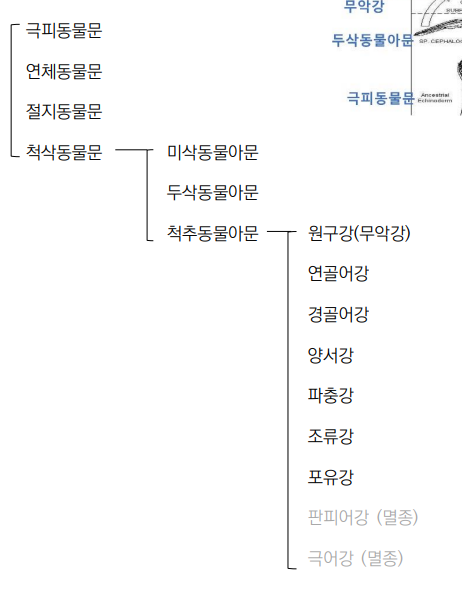 무악강
두삭동물아문
SP. CEPHALOC
극피동물문
Ancestral
Echinoderm
극피동물문
연체동물문
절지동물문
척삭동물문
미삭동물아문
두삭동물아문
척추동물아문
원구강(무악강)
연골어강
경골어강
양서강
파충강
조류강
포유강
판피어강 (멸종)
극어강 (멸종)